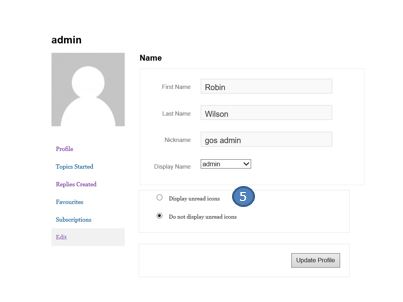 admin
Name
First Name Robin
Last Name Wilson
Nickname gos admin
Display Name admin
Profile
Topics Started
Replies Created
Favourites
Subscriptions
Edit
Display unread icons 5
Do not display unread icons
Update Profile